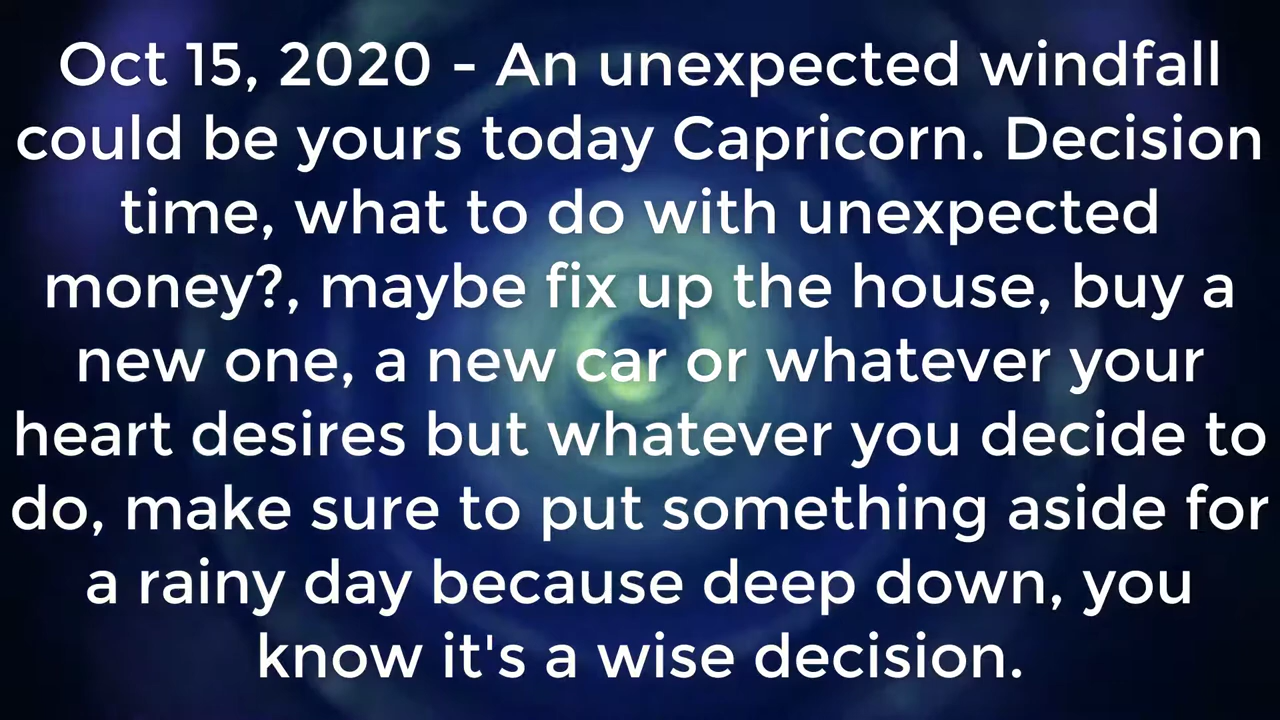 Oct 15, 2020 - An unexpected windfall
could be yours today Capricorn. Decision
time, what to do with unexpected
money?, maybe fix up the house, buy a
new one, a new car or whatever your
heart desires but whatever you decide to
do, make sure to put something aside for
a rainy day because deep down, you
know it's a wise decision.